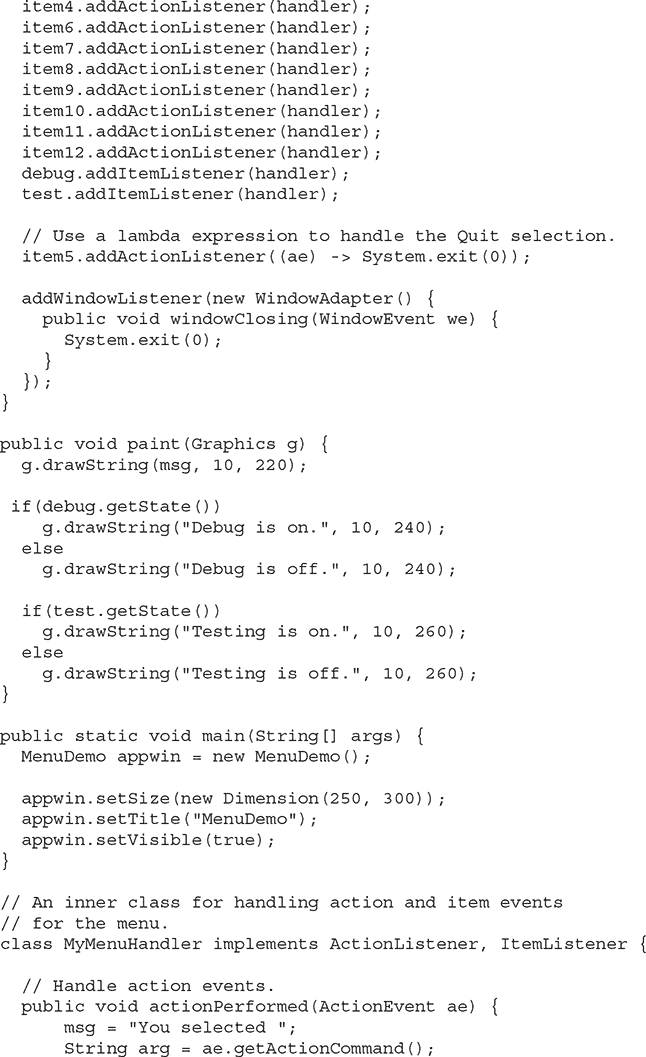 item4.addActionListener(handler);
item6.addActionListener(handler);
item7.addActionListener(handler);
item8.addActionListener(handler);
item9.addActionListener(handler);
item10.addActionListener(handler);
item11.addActionListener(handler);
item12.addActionListener(handler);
debug.addItemListener(handler);
test.addItemListener(handler);

// Use a lambda expression to handle the Quit selection.
item5.addActionListener((ae) -> System.exit(0));

addWindowListener(new WindowAdapter() {
public void windowClosing(WindowEvent we) {
System.exit(0);
}
});
}

public void paint(Graphics g) {
g.drawString(msg, 10, 220);

if(debug.getState())
g.drawString("Debug is on.", 10, 240);
else
g.drawString("Debug is off.", 10, 240);

if(test.getState())
g.drawString("Testing is on.", 10, 260);
else
g.drawString("Testing is off.", 10, 260);
}

public static void main(String[] args) {
MenuDemo appwin = new MenuDemo();

appwin.setSize(new Dimension(250, 300));
appwin.setTitle("MenuDemo");
appwin.setVisible(true);
}

// An inner class for handling action and item events
// for the menu.
class MyMenuHandler implements ActionListener, ItemListener {

// Handle action events.
public void actionPerformed(ActionEvent ae) {
msg = "You selected ";
String arg = ae.getActionCommand();